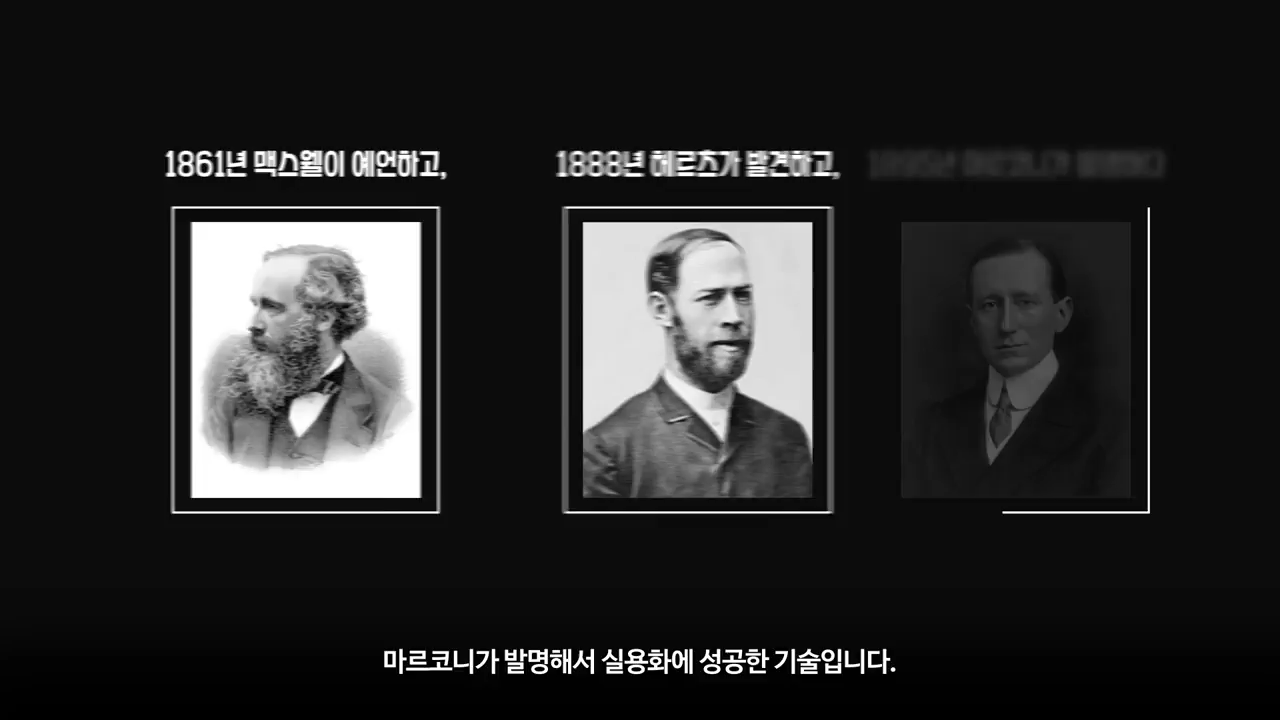 1861년 맥스웰이 예언하고,
1888년 헤르츠가 발견하고,
마르코니가 발명해서 실용화에 성공한 기술입니다.